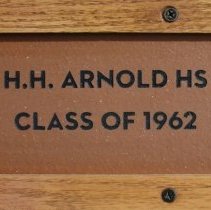 H.H. ARNOLD HS
CLASS OF 1962